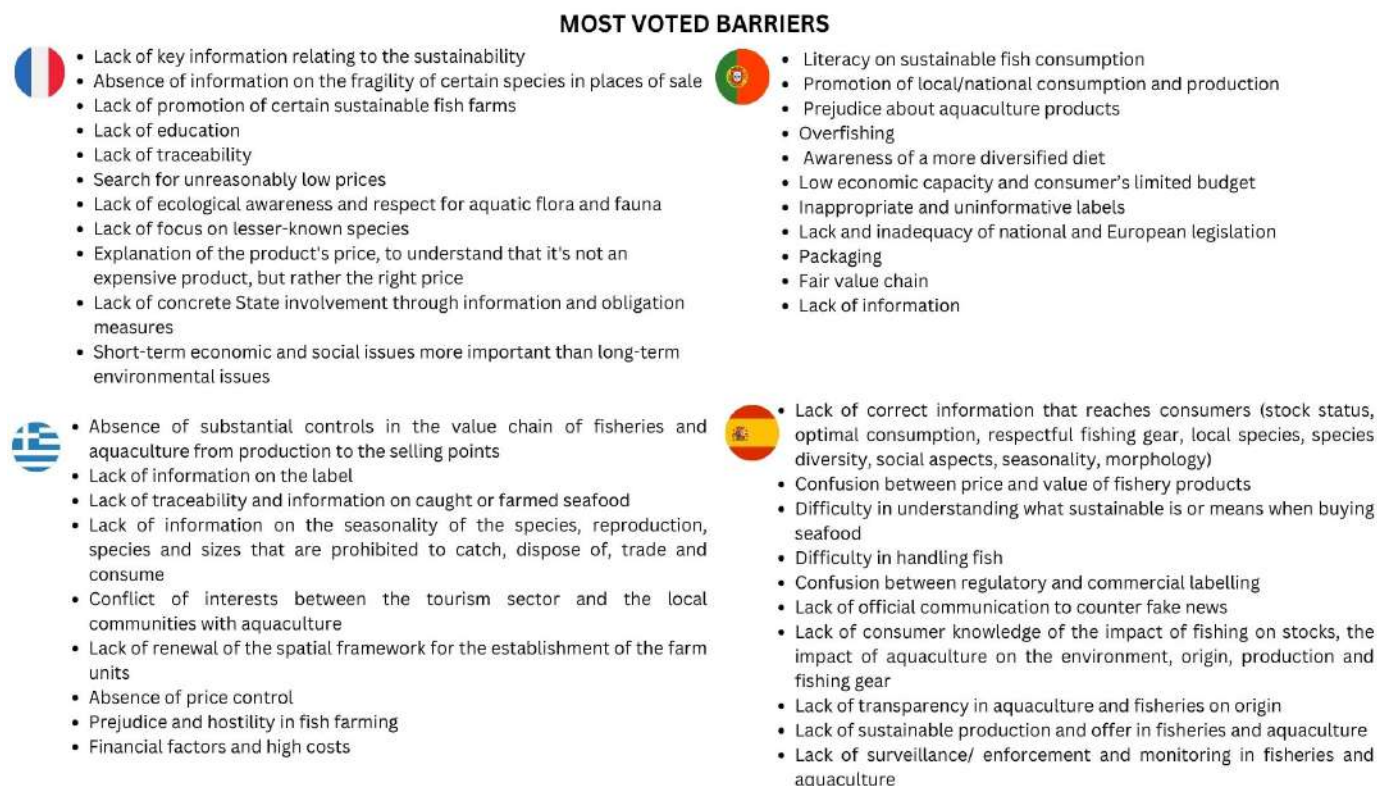 MOST VOTED BARRIERS
• Lack of key information relating to the sustainability
• Absence of information on the fragility of certain species in places of sale
• Lack of promotion of certain sustainable fish farms
• Lack of education
• Lack of traceability
• Search for unreasonably low prices
• Lack of ecological awareness and respect for aquatic flora and fauna
• Lack of focus on lesser-known species
• Explanation of the product's price, to understand that it's not an
expensive product, but rather the right price
• Lack of concrete State involvement through information and obligation
measures
• Short-term economic and social issues more important than long-term
environmental issues
• Literacy on sustainable fish consumption
• Promotion of local/national consumption and production
• Prejudice about aquaculture products
• Overfishing
• Awareness of a more diversified diet
• Low economic capacity and consumer's limited budget
• Inappropriate and uninformative labels
• Lack and inadequacy of national and European legislation
• Packaging
• Fair value chain
• Lack of information
• Absence of substantial controls in the value chain of fisheries and
aquaculture from production to the selling points
• Lack of information on the label
• Lack of traceability and information on caught or farmed seafood
• Lack of information on the seasonality of the species, reproduction,
species and sizes that are prohibited to catch, dispose of, trade and
consume
• Conflict of interests between the tourism sector and the local
communities with aquaculture
• Lack of renewal of the spatial framework for the establishment of the farm
units
• Absence of price control
• Prejudice and hostility in fish farming
• Financial factors and high costs
• Lack of correct information that reaches consumers (stock status,
optimal consumption, respectful fishing gear, local species, species
diversity, social aspects, seasonality, morphology)
• Confusion between price and value of fishery products
• Difficulty in understanding what sustainable is or means when buying
seafood
• Difficulty in handling fish
• Confusion between regulatory and commercial labelling
• Lack of official communication to counter fake news
• Lack of consumer knowledge of the impact of fishing on stocks, the
impact of aquaculture on the environment, origin, production and
fishing gear
• Lack of transparency in aquaculture and fisheries on origin
• Lack of sustainable production and offer in fisheries and aquaculture
• Lack of surveillance/ enforcement and monitoring in fisheries and
aquaculture